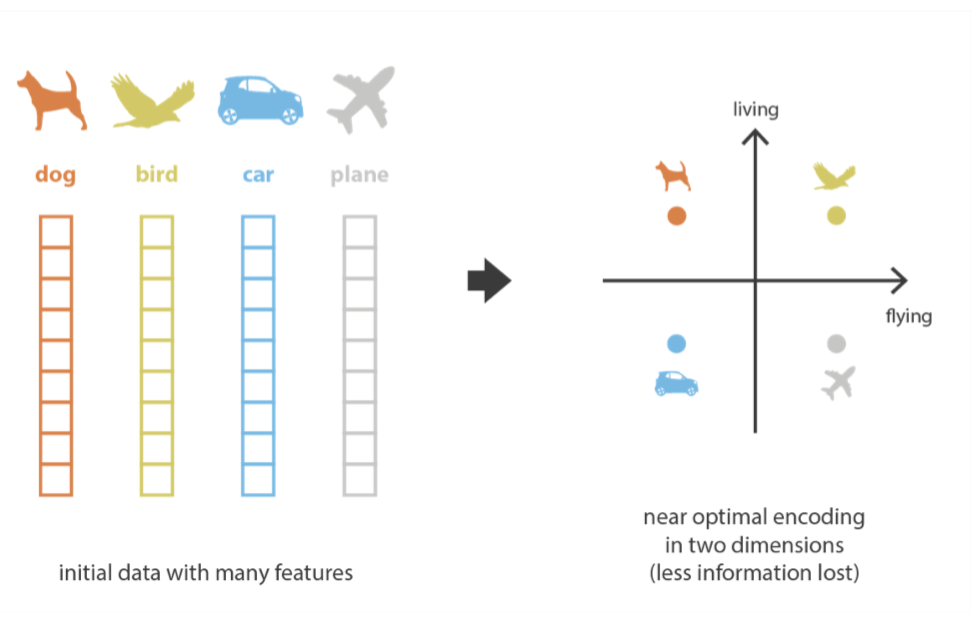 dog bird car plane
initial data with many features
living
flying
near optimal encoding
in two dimensions
(less information lost)